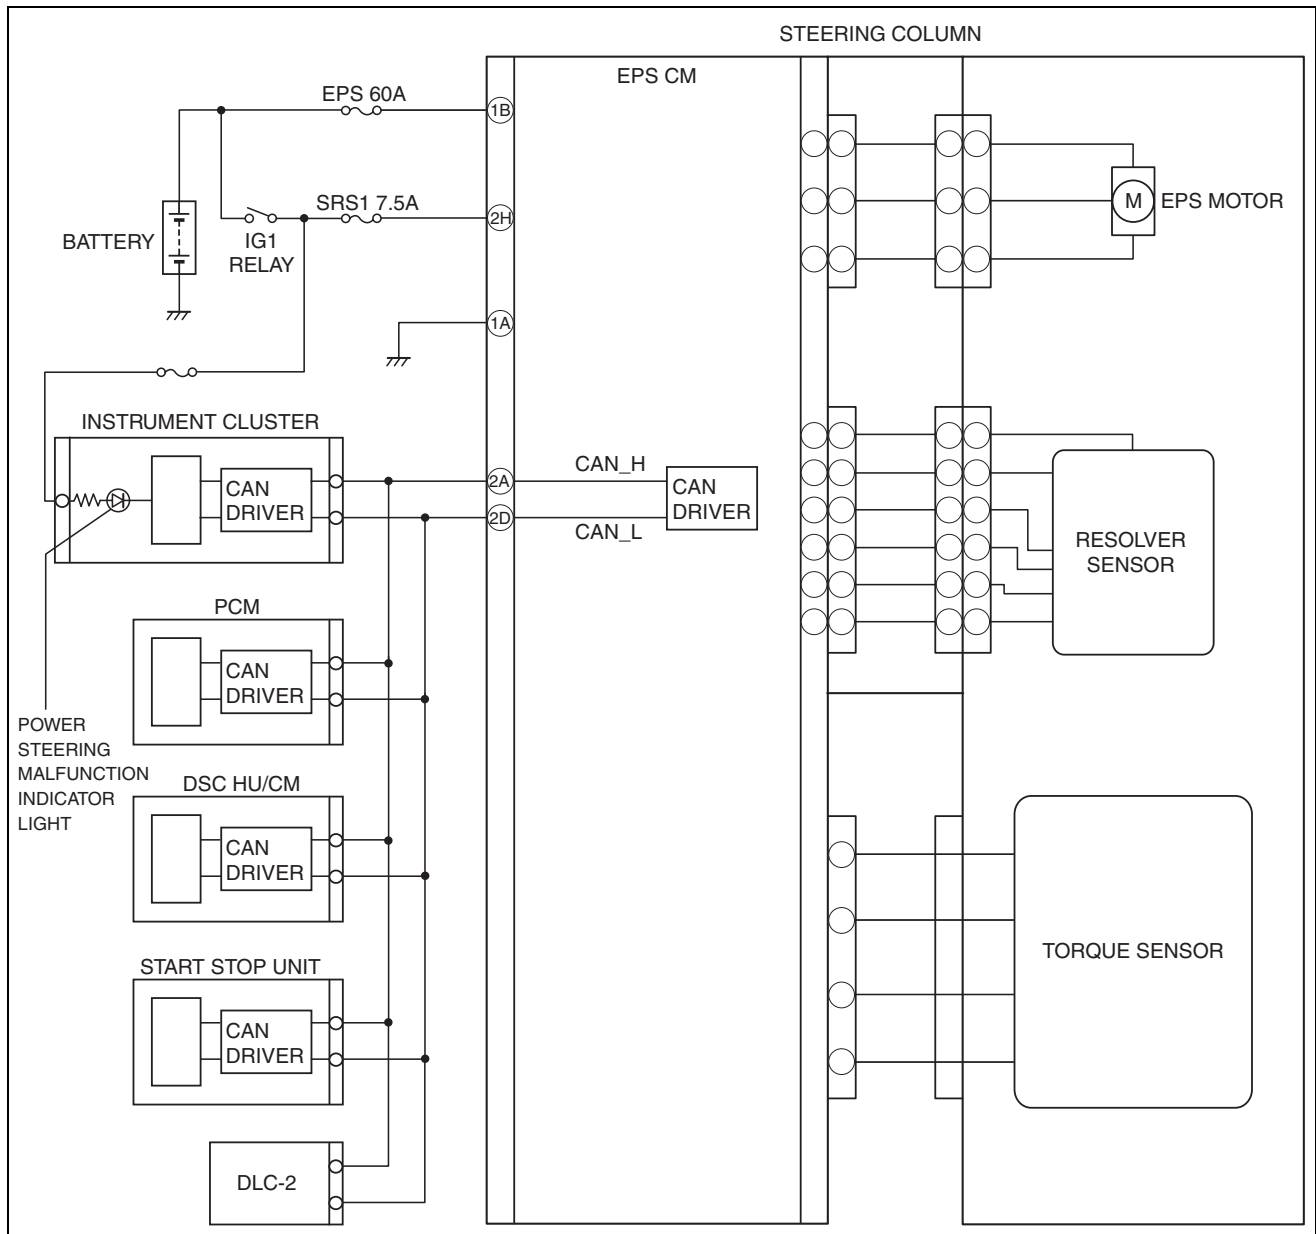 STEERING COLUMN
EPS CM
EPS 60A
1B
SRS1 7.5A
2H
BATTERY
IG1
RELAY
M
EPS MOTOR
1A
INSTRUMENT CLUSTER
CAN
DRIVER
2A
CAN_H
2D
CAN_L
CAN
DRIVER
RESOLVER
SENSOR
PCM
CAN
DRIVER
POWER
STEERING
MALFUNCTION
INDICATOR
LIGHT
DSC HU/CM
CAN
DRIVER
START STOP UNIT
CAN
DRIVER
TORQUE SENSOR
DLC-2